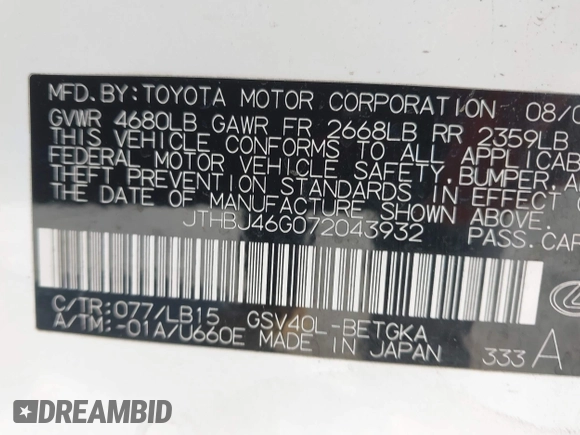 MFD.BY:TOYOTA MOTOR CORPORATION 08/0
GVWR 4680LB GAWR FR 2668LB RR 2359LB
THIS VEHICLE CONFORMS TO ALL APPLICAB
FEDERAL MOTOR VEHICLE SAFETY,BUMPER,A
THEFT PREVENTION STANDARDS IN EFFECT
DATE OF MANUFACTURE SHOWN
JTHBJ46G072043932 PASS.CAR
C/TR:077/LB15 GSV40L-BETGKA
A/TM:-01A/U660E MADE IN JAPAN 333 A
DREAMBID